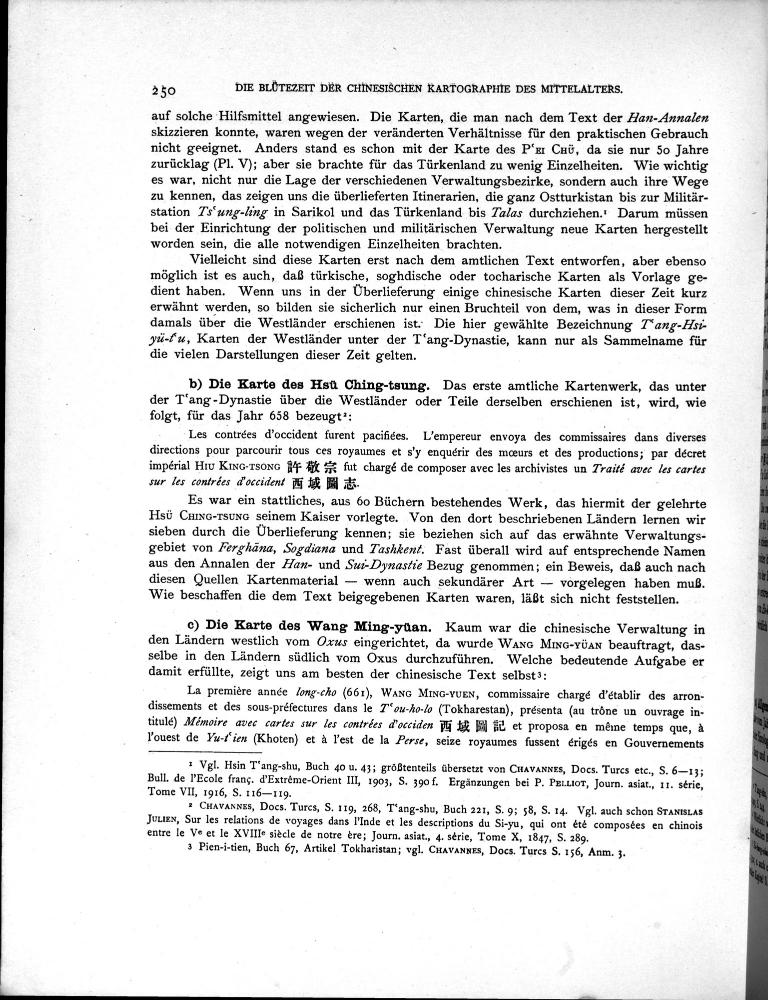 250
DIE BLÜTEZEIT DER CHINESISCHEN KARTOGRAPHIE DES MITTELALTERS.
auf solche Hilfsmittel angewiesen. Die Karten, die man nach dem Text der Han-Annalen
skizzieren konnte, waren wegen der veränderten Verhältnisse für den praktischen Gebrauch
nicht geeignet. Anders stand es schon mit der Karte des P‘EI CHÜ, da sie nur 50 Jahre
zurücklag (Pl. V); aber sie brachte für das Türkenland zu wenig Einzelheiten. Wie wichtig
es war, nicht nur die Lage der verschiedenen Verwaltungsbezirke, sondern auch ihre Wege
zu kennen, das zeigen uns die überlieferten Itinerarien, die ganz Ostturkistan bis zur Militär-
station Ts‘ung-ling in Sarikol und das Türkenland bis Talas durchziehen.¹ Darum müssen
bei der Einrichtung der politischen und militärischen Verwaltung neue Karten hergestellt
worden sein, die alle notwendigen Einzelheiten brachten.
Vielleicht sind diese Karten erst nach dem amtlichen Text entworfen, aber ebenso
möglich ist es auch, daß türkische, soghdische oder tocharische Karten als Vorlage ge-
dient haben. Wenn uns in der Überlieferung einige chinesische Karten dieser Zeit kurz
erwähnt werden, so bilden sie sicherlich nur einen Bruchteil von dem, was in dieser Form
damals über die Westländer erschienen ist. Die hier gewählte Bezeichnung T‘ang-Hsi-
yü-t‘u, Karten der Westländer unter der T‘ang-Dynastie, kann nur als Sammelname für
die vielen Darstellungen dieser Zeit gelten.
b) Die Karte des Hsü Ching-tsung. Das erste amtliche Kartenwerk, das unter
der T‘ang-Dynastie über die Westländer oder Teile derselben erschienen ist, wird, wie
folgt, für das Jahr 658 bezeugt²:
Les contrées d'occident furent pacifiées. L'empereur envoya des commissaires dans diverses
directions pour parcourir tous ces royaumes et s'y enquérir des mœurs et des productions; par décret
impérial HIU KING-TSONG 許敬宗 fut chargé de composer avec les archivistes un Traité avec les cartes
sur les contrées d'occident 西域圖志.
Es war ein stattliches, aus 60 Büchern bestehendes Werk, das hiermit der gelehrte
HSÜ CHING-TSUNG seinem Kaiser vorlegte. Von den dort beschriebenen Ländern lernen wir
sieben durch die Überlieferung kennen; sie beziehen sich auf das erwähnte Verwaltungs-
gebiet von Ferghāna, Sogdiana und Tashkent. Fast überall wird auf entsprechende Namen
aus den Annalen der Han- und Sui-Dynastie Bezug genommen; ein Beweis, daß auch nach
diesen Quellen Kartenmaterial — wenn auch sekundärer Art — vorgelegen haben muß.
Wie beschaffen die dem Text beigegebenen Karten waren, läßt sich nicht feststellen.
c) Die Karte des Wang Ming-yüan. Kaum war die chinesische Verwaltung in
den Ländern westlich vom Oxus eingerichtet, da wurde WANG MING-YÜAN beauftragt, das-
selbe in den Ländern südlich vom Oxus durchzuführen. Welche bedeutende Aufgabe er
damit erfüllte, zeigt uns am besten der chinesische Text selbst³:
La première année long-cho (661), WANG MING-YUEN, commissaire chargé d'établir des arron-
dissements et des sous-préfectures dans le T‘ou-ho-lo (Tokharestan), présenta (au trône un ouvrage in-
titulé) Mémoire avec cartes sur les contrées d'occiden 西域圖記 et proposa en même temps que, à
l'ouest de Yu-t‘ien (Khoten) et à l'est de la Perse, seize royaumes fussent érigés en Gouvernements
¹ Vgl. Hsin T‘ang-shu, Buch 40 u. 43; größtenteils übersetzt von CHAVANNES, Docs. Turcs etc., S. 6—13;
Bull. de l'Ecole franç. d'Extrême-Orient III, 1903, S. 390 f. Ergänzungen bei P. PELLIOT, Journ. asiat., 11. série,
Tome VII, 1916, S. 116—119.
² CHAVANNES, Docs. Turcs, S. 119, 268, T‘ang-shu, Buch 221, S. 9; 58, S. 14. Vgl. auch schon STANISLAS
JULIEN, Sur les relations de voyages dans l'Inde et les descriptions du Si-yu, qui ont été composées en chinois
entre le Vᵉ et le XVIIIᵉ siècle de notre ère; Journ. asiat., 4. série, Tome X, 1847, S. 289.
³ Pien-i-tien, Buch 67, Artikel Tokharistan; vgl. CHAVANNES, Docs. Turcs S. 156, Anm. 3.